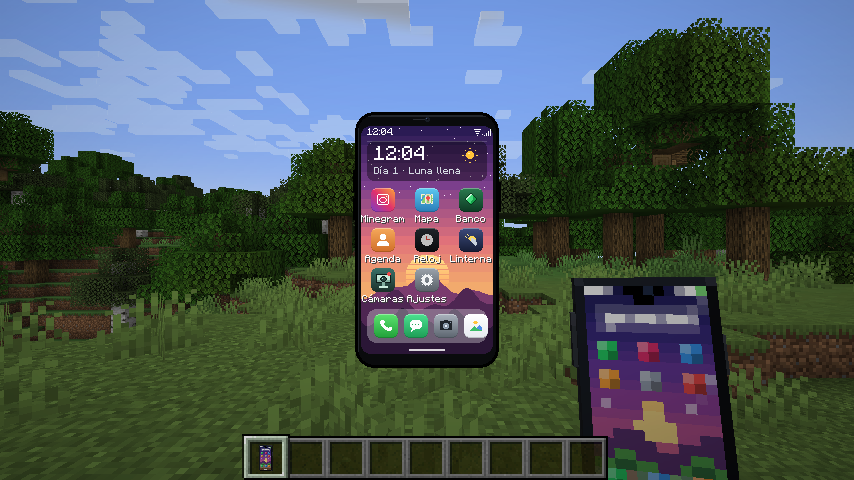 12:04
12:04
Día 1 · Luna llena
Minegram Mapa Banco
Agenda Reloj Linterna
Cámaras Ajustes